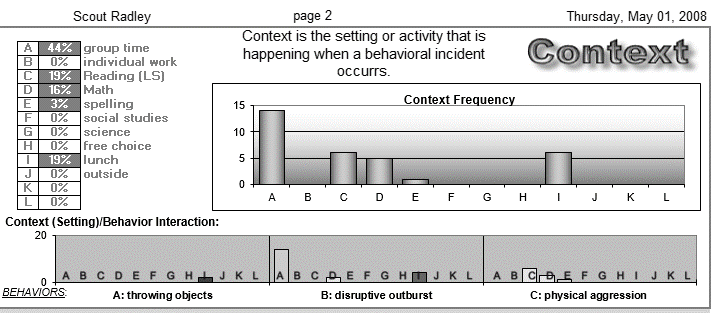 Scout Radley page 2 Thursday, May 01, 2008
Context is the setting or activity that is
happening when a behavioral incident
occurrs.
Context
A 44% group time
B 0% individual work
C 19% Reading (LS)
D 16% Math
E 3% spelling
F 0% social studies
G 0% science
H 0% free choice
I 19% lunch
J 0% outside
K 0%
L 0%
Context Frequency
15
10
5
0
A B C D E F G H I J K L
Context (Setting)/Behavior Interaction:
20
0
A B C D E F G H I J K L A B C D E F G H I J K L A B C D E F G H I J K L
BEHAVIORS: A: throwing objects B: disruptive outburst C: physical aggression